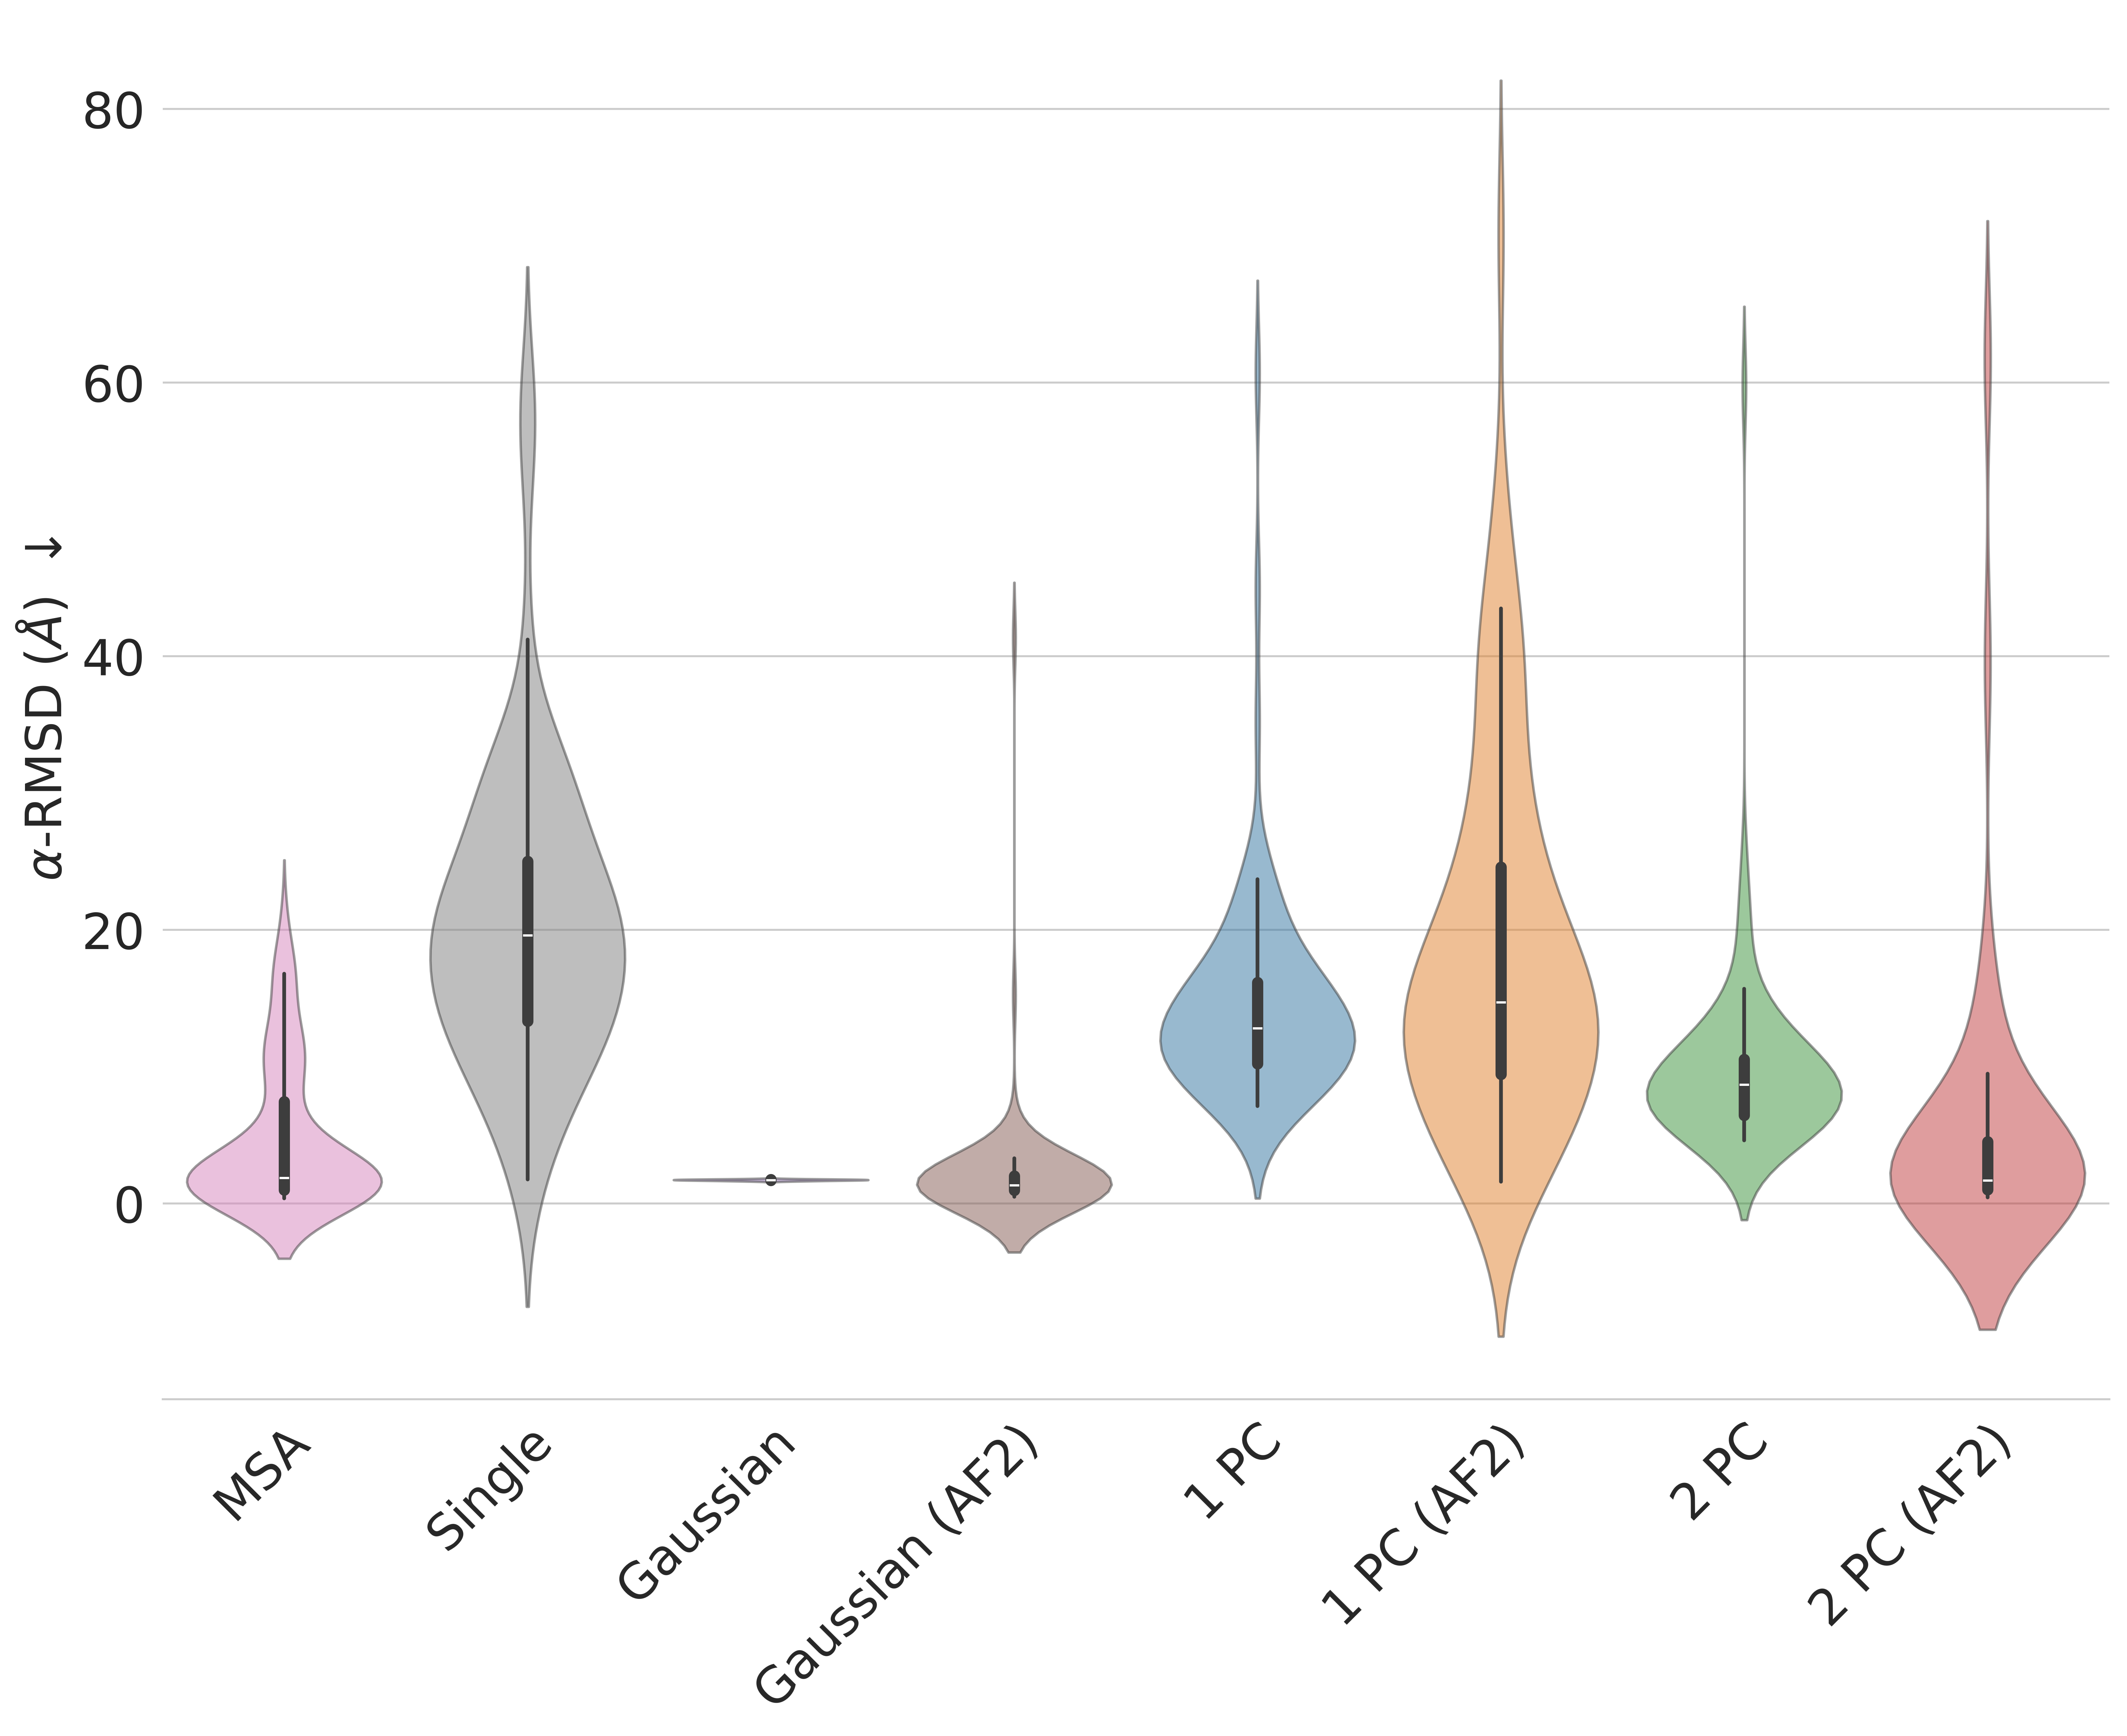 α-RMSD (Å) ↓
80
60
40
20
0
MSA
Single
Gaussian
Gaussian (AF2)
1 PC
1 PC (AF2)
2 PC
2 PC (AF2)